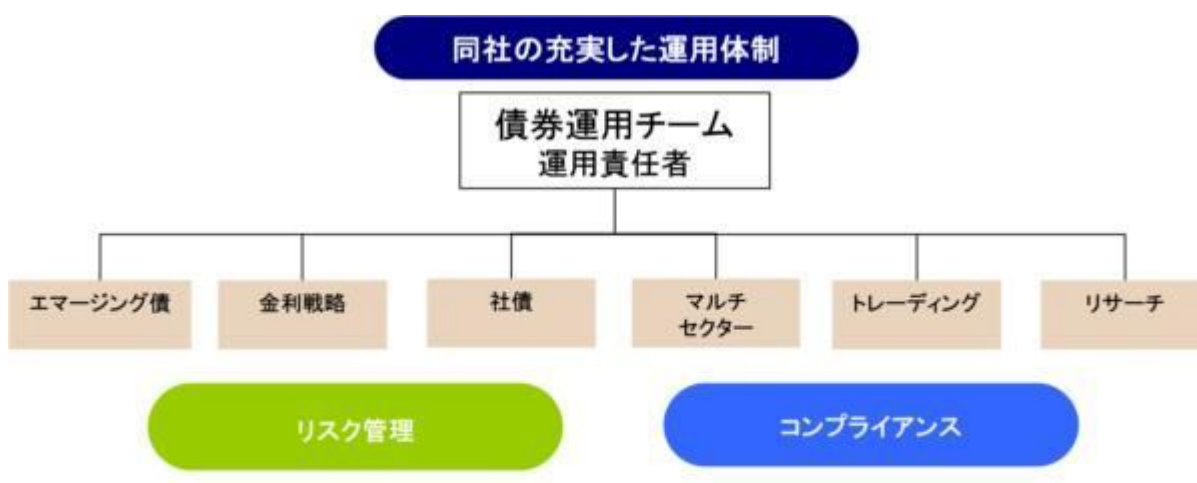 同社の充実した運用体制
債券運用チーム
運用責任者
エマージング債
金利戦略
社債
マルチ
セクター
トレーディング
リサーチ
リスク管理
コンプライアンス